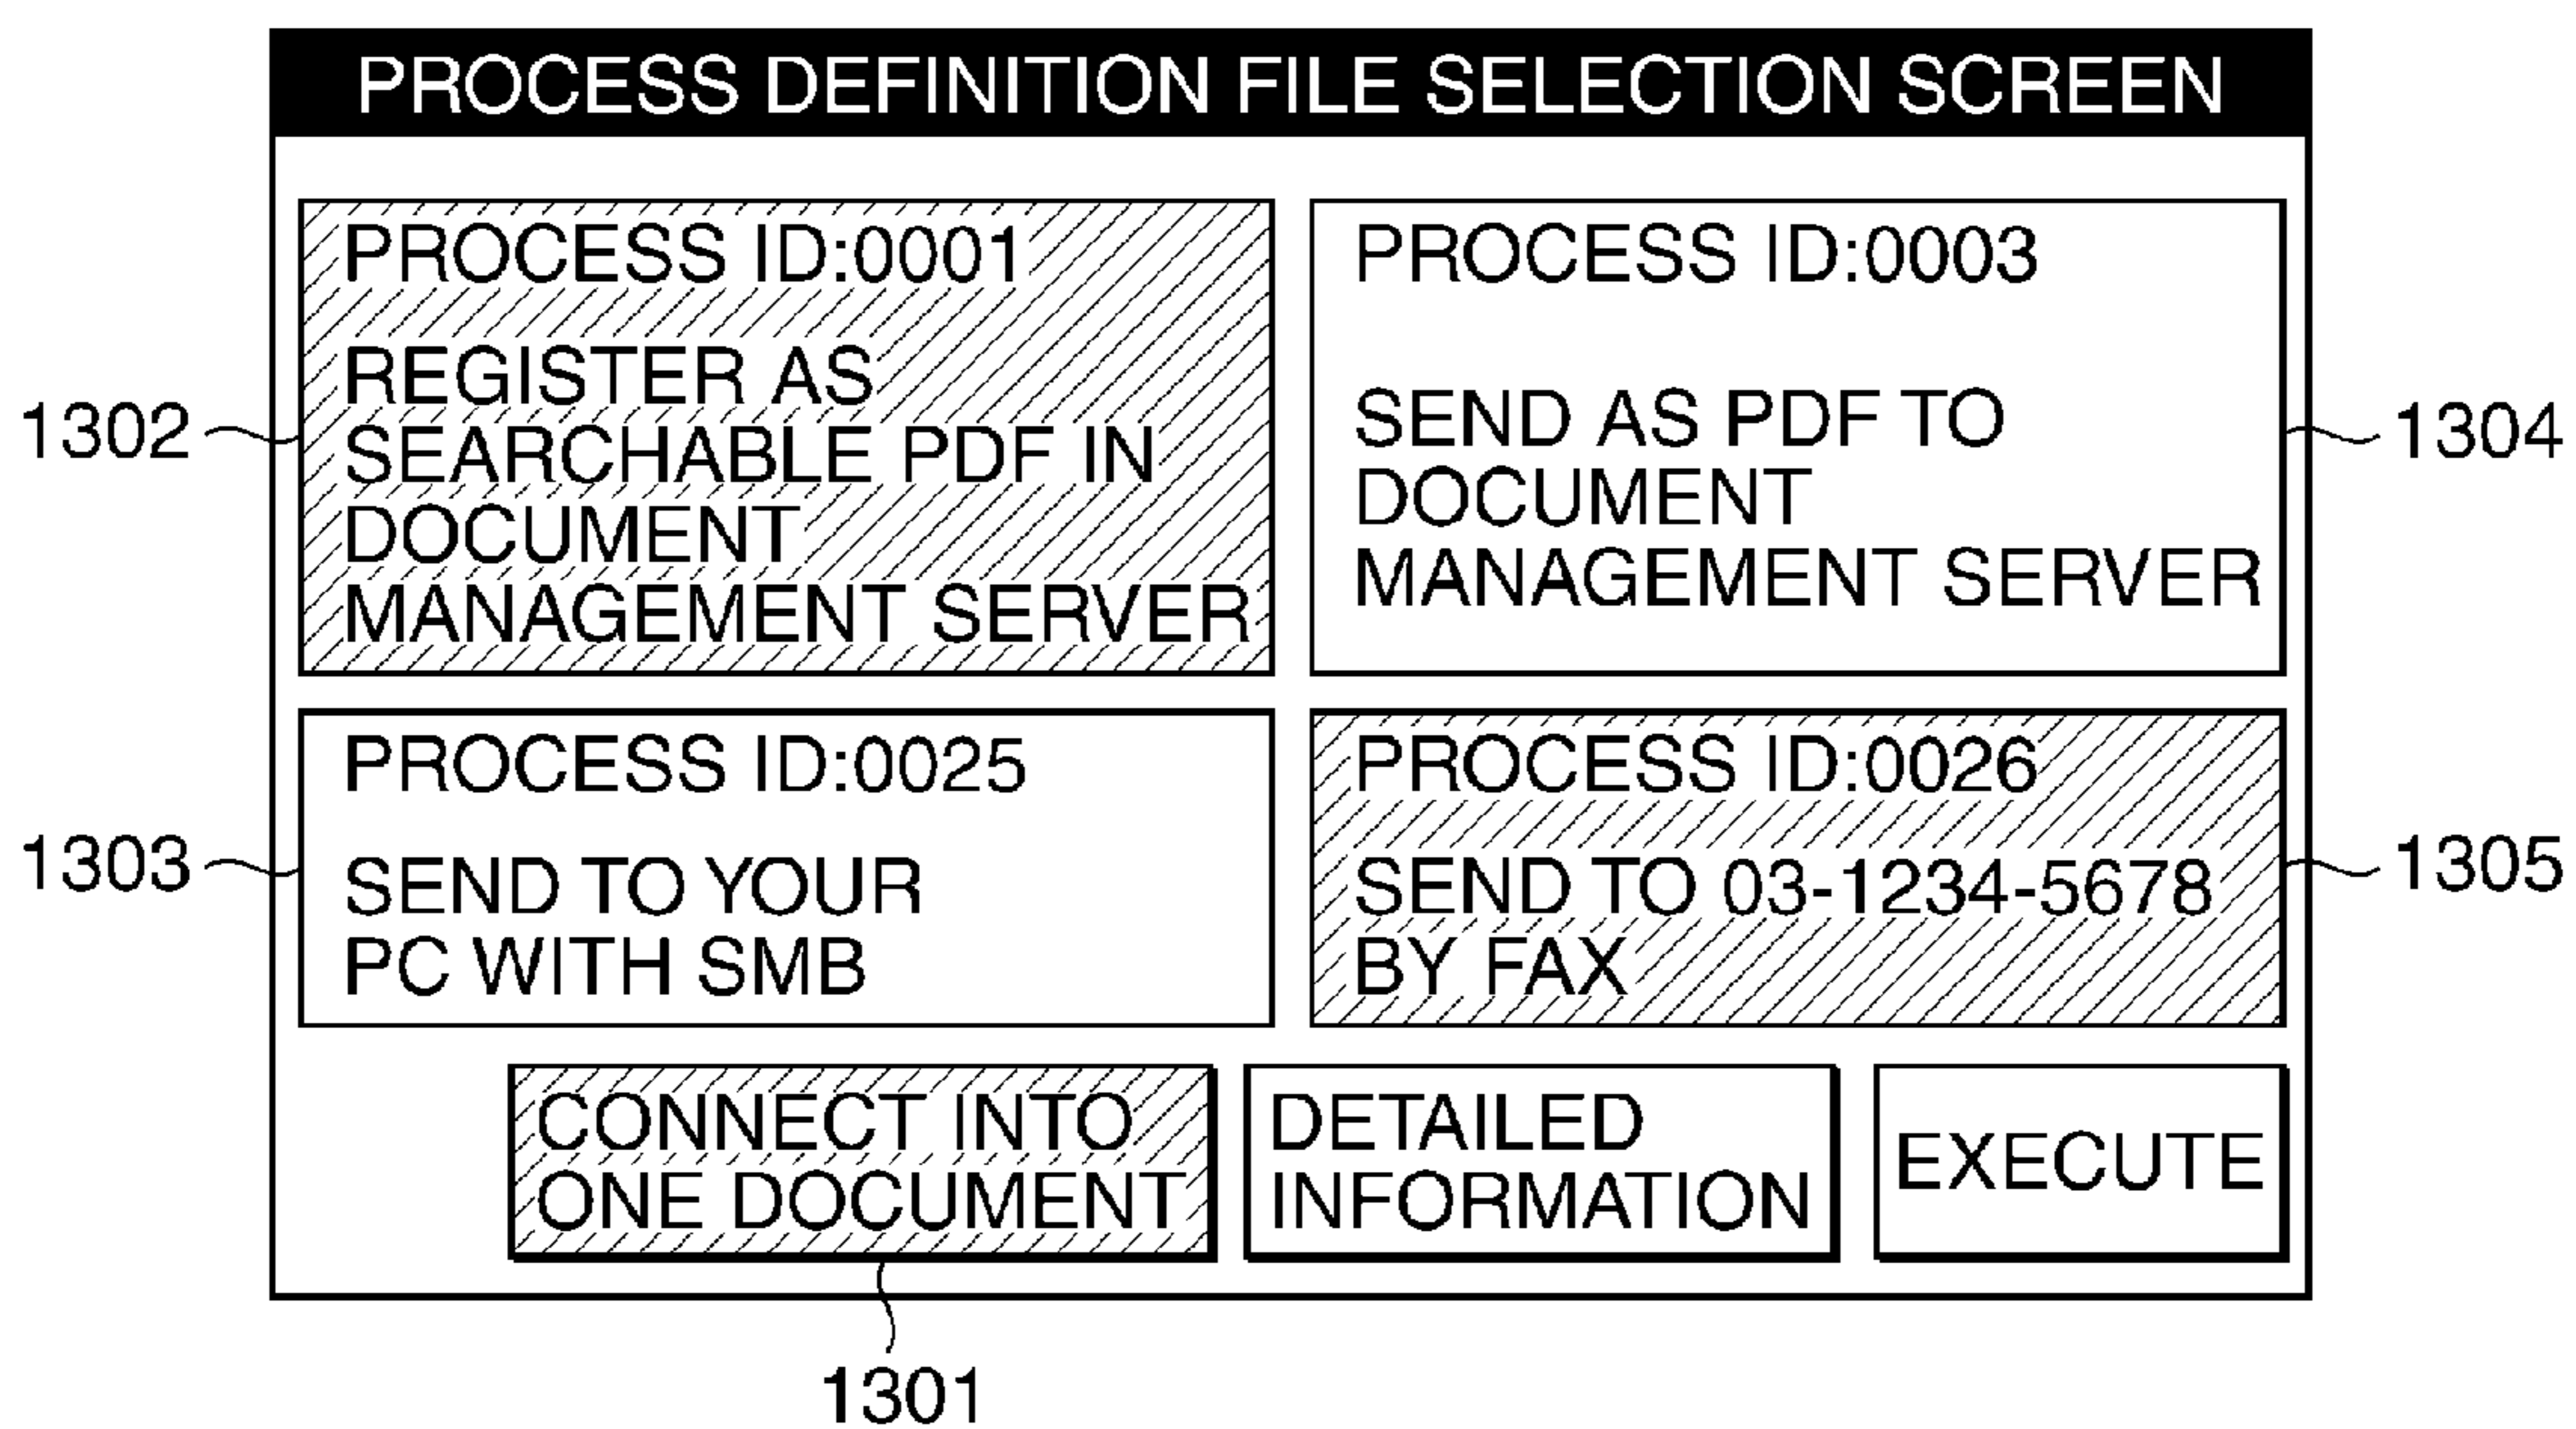 PROCESS DEFINITION FILE SELECTION SCREEN
PROCESS ID:0001
REGISTER AS
SEARCHABLE PDF IN
DOCUMENT
MANAGEMENT SERVER
1302
PROCESS ID:0003
SEND AS PDF TO
DOCUMENT
MANAGEMENT SERVER
1304
PROCESS ID:0025
SEND TO YOUR
PC WITH SMB
1303
PROCESS ID:0026
SEND TO 03-1234-5678
BY FAX
1305
CONNECT INTO
ONE DOCUMENT
DETAILED
INFORMATION
EXECUTE
1301